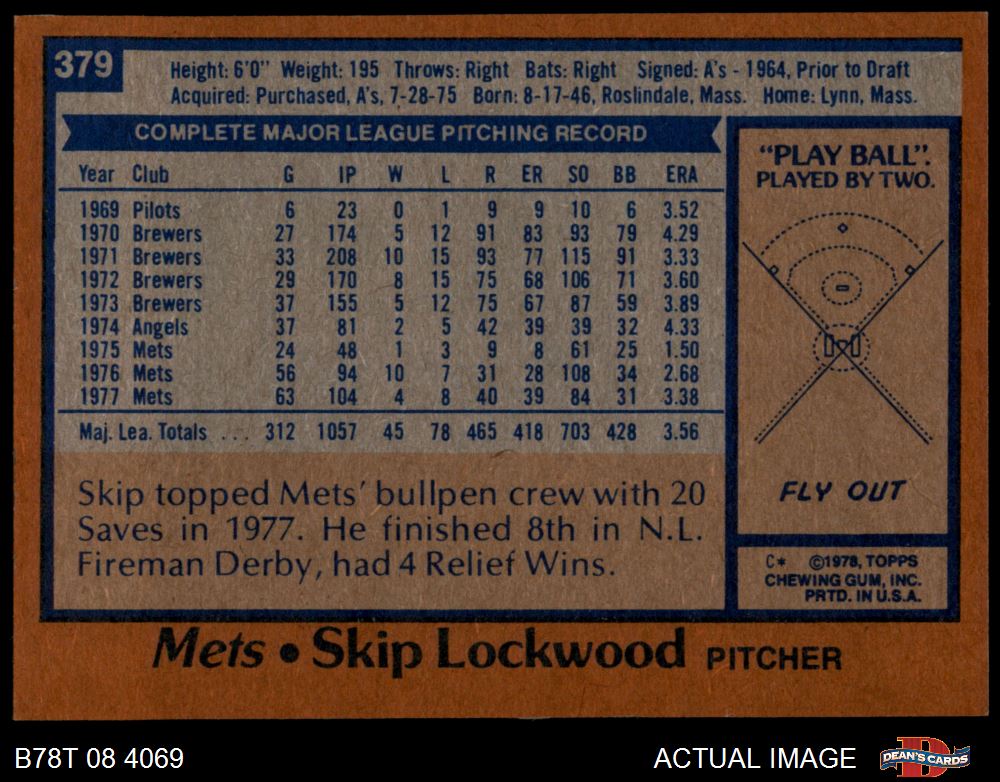 379
Height: 6'0" Weight: 195 Throws: Right Bats: Right Signed: A's - 1964, Prior to Draft
Acquired: Purchased, A's, 7-28-75 Born: 8-17-46, Roslindale, Mass. Home: Lynn, Mass.
COMPLETE MAJOR LEAGUE PITCHING RECORD
Year Club G IP W L R ER SO BB ERA
1969 Pilots 6 23 0 1 9 9 10 6 3.52
1970 Brewers 27 174 5 12 91 83 93 79 4.29
1971 Brewers 33 208 10 15 93 77 115 91 3.33
1972 Brewers 29 170 8 15 75 68 106 71 3.60
1973 Brewers 37 155 5 12 75 67 87 59 3.89
1974 Angels 37 81 2 5 42 39 39 32 4.33
1975 Mets 24 48 1 3 9 8 61 25 1.50
1976 Mets 56 94 10 7 31 28 108 34 2.68
1977 Mets 63 104 4 8 40 39 84 31 3.38
Maj. Lea. Totals ... 312 1057 45 78 465 418 703 428 3.56
Skip topped Mets' bullpen crew with 20
Saves in 1977. He finished 8th in N.L.
Fireman Derby, had 4 Relief Wins.
"PLAY BALL".
PLAYED BY TWO.
FLY OUT
C* ©1978, TOPPS
CHEWING GUM, INC.
PRTD. IN U.S.A.
Mets • Skip Lockwood PITCHER
B78T 08 4069
ACTUAL IMAGE
D
DEAN'S CARDS